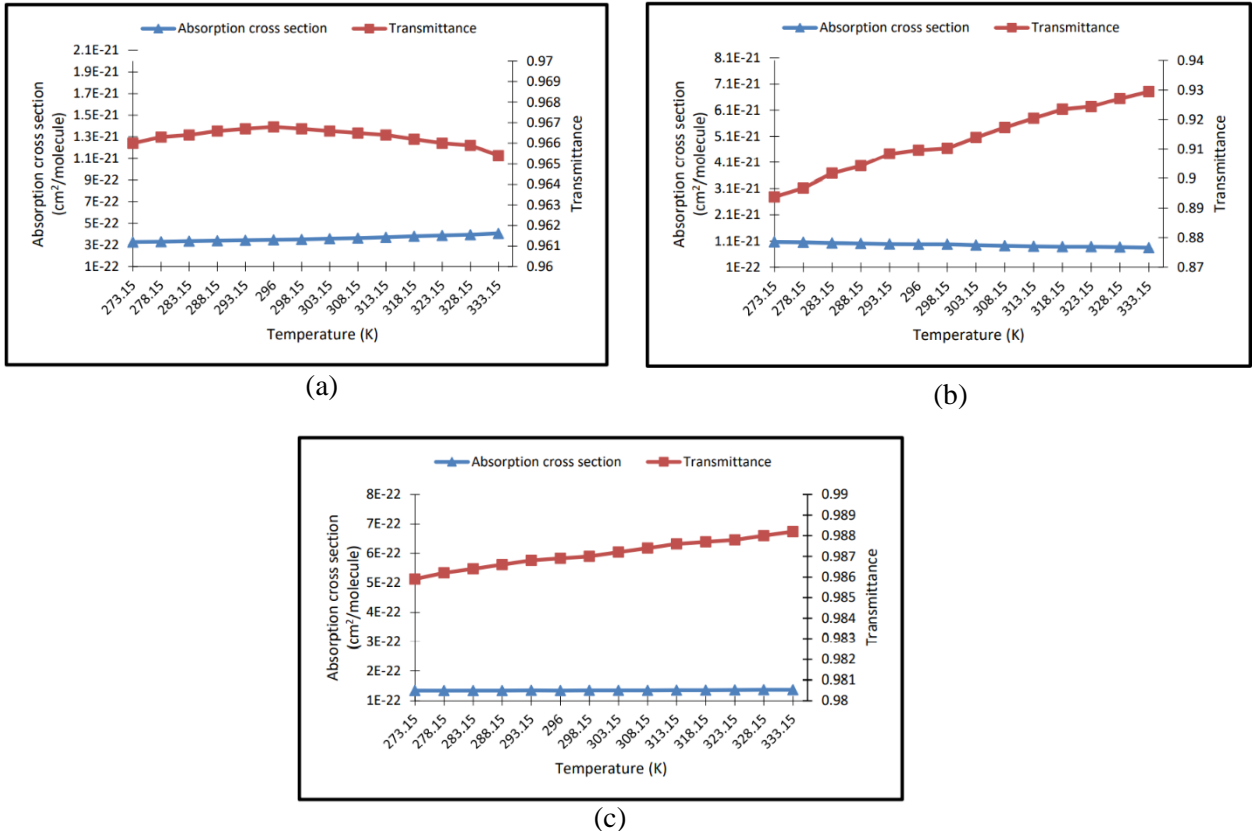 Absorption cross section Transmittance
2.1E-21
1.9E-21
1.7E-21
1.5E-21
1.3E-21
1.1E-21
9E-22
7E-22
5E-22
3E-22
1E-22
Absorption cross section
(cm²/molecule)
0.97
0.969
0.968
0.967
0.966
0.965
0.964
0.963
0.962
0.961
0.96
Transmittance
273.15 278.15 283.15 288.15 293.15 296 298.15 303.15 308.15 313.15 318.15 323.15 328.15 333.15
Temperature (K)
(a)
Absorption cross section Transmittance
8.1E-21
7.1E-21
6.1E-21
5.1E-21
4.1E-21
3.1E-21
2.1E-21
1.1E-21
1E-22
Absorption cross section
(cm²/molecule)
0.94
0.93
0.92
0.91
0.9
0.89
0.88
0.87
Transmittance
273.15 278.15 283.15 288.15 293.15 296 298.15 303.15 308.15 313.15 318.15 323.15 328.15 333.15
Temperature (K)
(b)
Absorption cross section Transmittance
8E-22
7E-22
6E-22
5E-22
4E-22
3E-22
2E-22
1E-22
Absorption cross section
(cm²/molecule)
0.99
0.989
0.988
0.987
0.986
0.985
0.984
0.983
0.982
0.981
0.98
Transmittance
273.15 278.15 283.15 288.15 293.15 296 298.15 303.15 308.15 313.15 318.15 323.15 328.15 333.15
Temperature (K)
(c)